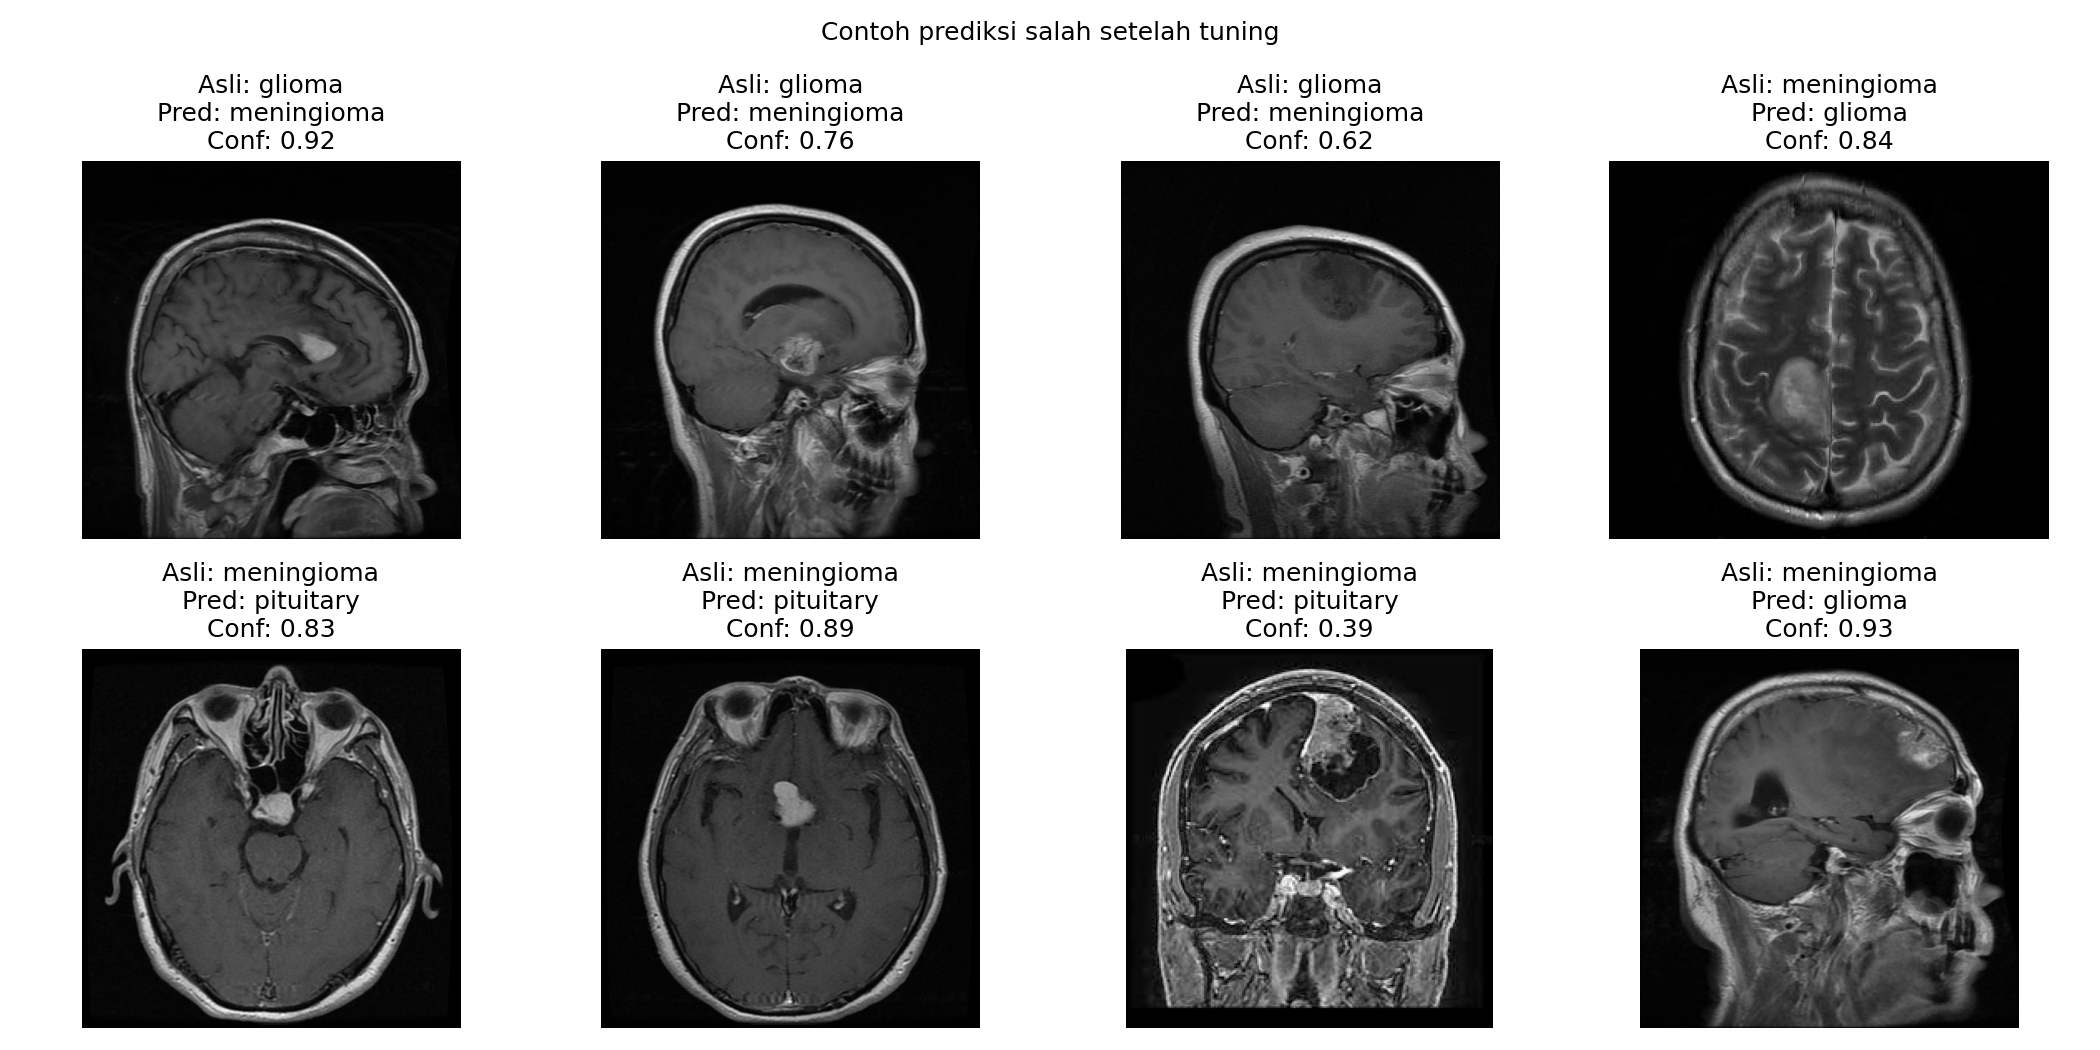 Contoh prediksi salah setelah tuning
Asli: glioma
Pred: meningioma
Conf: 0.92
Asli: glioma
Pred: meningioma
Conf: 0.76
Asli: glioma
Pred: meningioma
Conf: 0.62
Asli: meningioma
Pred: glioma
Conf: 0.84
Asli: meningioma
Pred: pituitary
Conf: 0.83
Asli: meningioma
Pred: pituitary
Conf: 0.89
Asli: meningioma
Pred: pituitary
Conf: 0.39
Asli: meningioma
Pred: glioma
Conf: 0.93